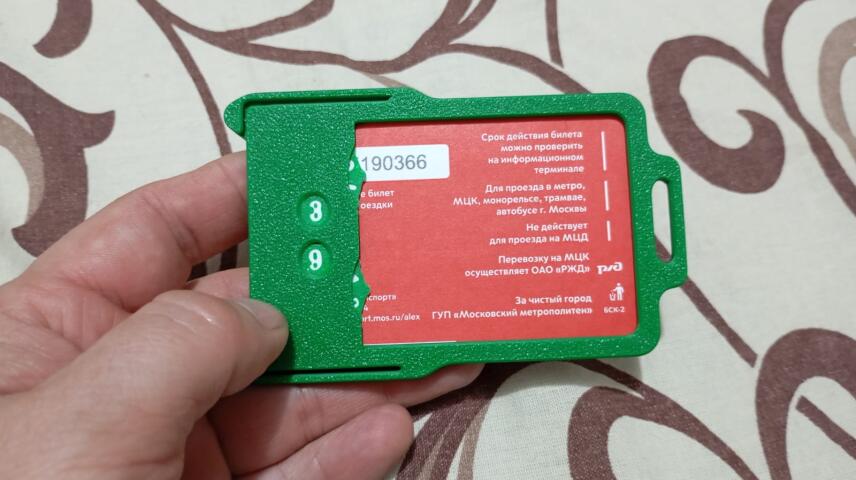 190366
Срок действия билета
можно проверить
на информационном
терминале
е билет
оездки
Для проезда в метро,
МЦК, монорельсе, трамвае,
автобусе г. Москвы
Не действует
для проезда на МЦД
Перевозку на МЦК
осуществляет ОАО «РЖД»
РЖД
За чистый город
ГУП «Московский метрополитен»
БСК-2
нспорта»
rt.mos.ru/alex
3
9